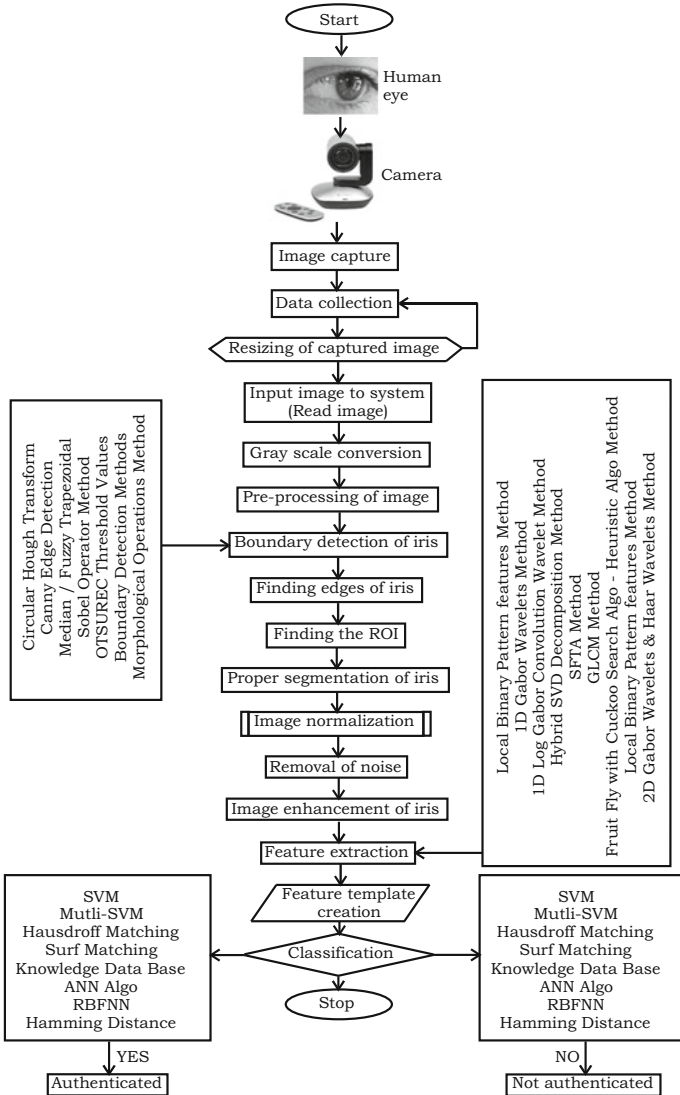 Start
Human
eye
Camera
Image capture
Data collection
Resizing of captured image
Input image to system
(Read image)
Gray scale conversion
Pre-processing of image
Boundary detection of iris
Finding edges of iris
Finding the ROI
Proper segmentation of iris
Image normalization
Removal of noise
Image enhancement of iris
Feature extraction
Feature template
creation
Classification
Stop
Circular Hough Transform
Canny Edge Detection
Median / Fuzzy Trapezoidal
Sobel Operator Method
OTSUREC Threshold Values
Boundary Detection Methods
Morphological Operations Method
Local Binary Pattern features Method
1D Gabor Wavelets Method
1D Log Gabor Convolution Wavelet Method
Hybrid SVD Decomposition Method
SFTA Method
GLCM Method
Fruit Fly with Cuckoo Search Algo - Heuristic Algo Method
Local Binary Pattern features Method
2D Gabor Wavelets & Haar Wavelets Method
SVM
Mutli-SVM
Hausdroff Matching
Surf Matching
Knowledge Data Base
ANN Algo
RBFNN
Hamming Distance
YES
Authenticated
SVM
Mutli-SVM
Hausdroff Matching
Surf Matching
Knowledge Data Base
ANN Algo
RBFNN
Hamming Distance
NO
Not authenticated